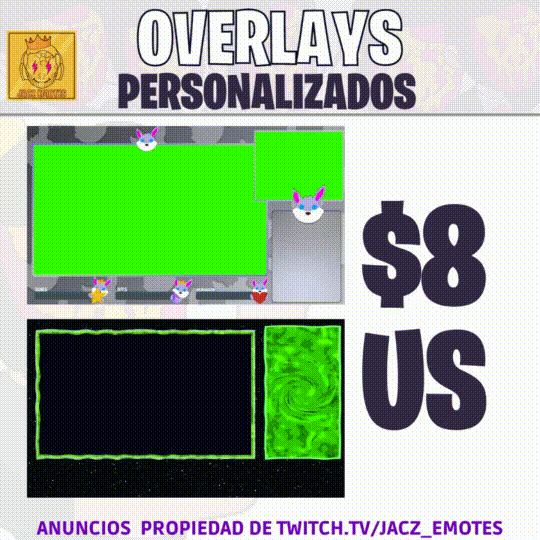 OVERLAYS
PERSONALIZADOS
$8
US
ANUNCIOS PROPIEDAD DE TWITCH.TV/JACZ_EMOTES